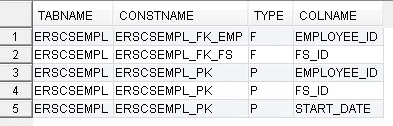 TABNAME CONSTNAME TYPE COLNAME
1 ERSCSEMPL ERSCSEMPL_FK_EMP F EMPLOYEE_ID
2 ERSCSEMPL ERSCSEMPL_FK_FS F FS_ID
3 ERSCSEMPL ERSCSEMPL_PK P EMPLOYEE_ID
4 ERSCSEMPL ERSCSEMPL_PK P FS_ID
5 ERSCSEMPL ERSCSEMPL_PK P START_DATE